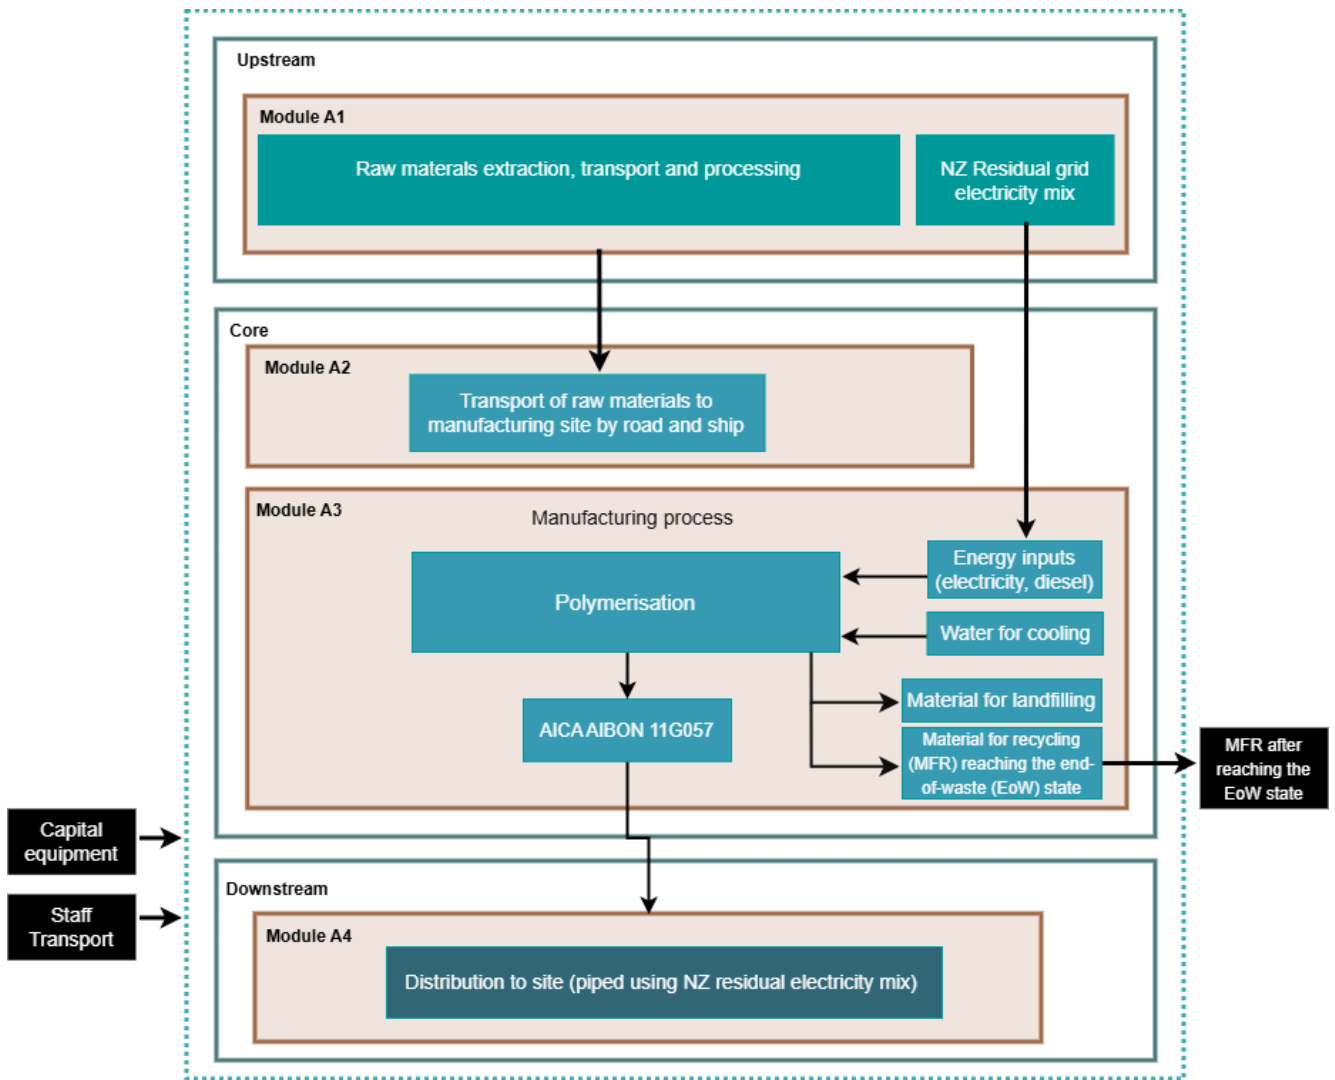 Upstream
Module A1
Raw materals extraction, transport and processing
NZ Residual grid
electricity mix
Core
Module A2
Transport of raw materials to
manufacturing site by road and ship
Module A3
Manufacturing process
Polymerisation
Energy inputs
(electricity, diesel)
Water for cooling
Material for landfilling
AICA AIBON 11G057
Material for recycling
(MFR) reaching the end-
of-waste (EoW) state
MFR after
reaching the
EoW state
Capital
equipment
Staff
Transport
Downstream
Module A4
Distribution to site (piped using NZ residual electricity mix)